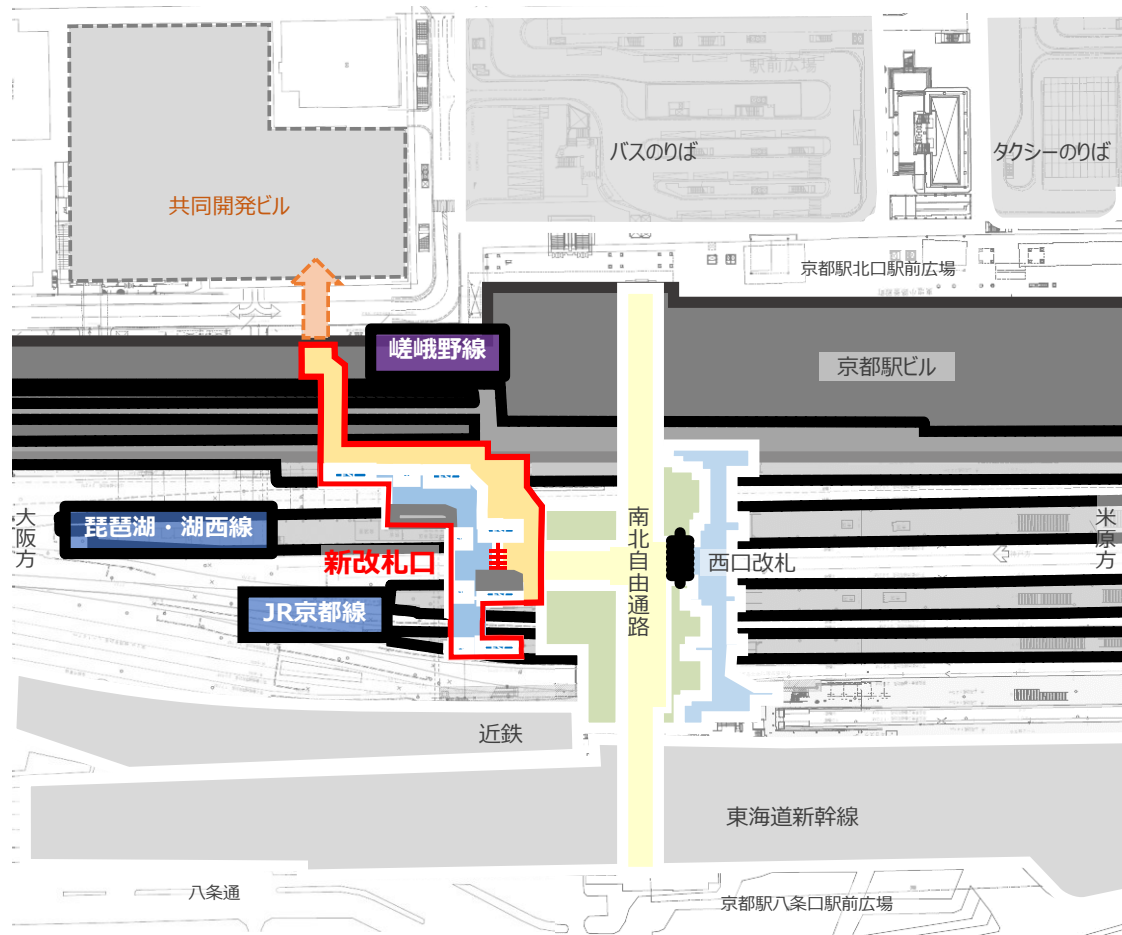 駅前広場
バスのりば
タクシーのりば
共同開発ビル
京都駅北口駅前広場
嵯峨野線
京都駅ビル
大阪方
琵琶湖・湖西線
新改札口
南北自由通路
西口改札
米原方
JR京都線
近鉄
東海道新幹線
八条通
京都駅八条口駅前広場